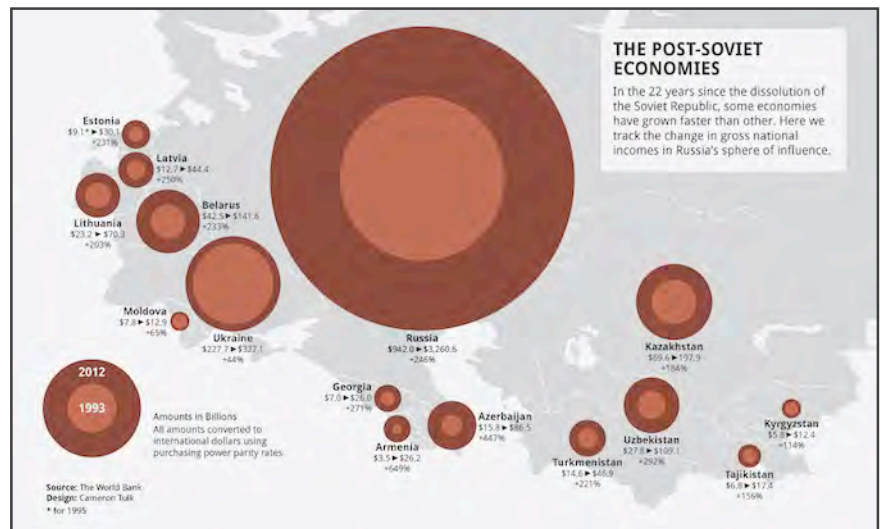 THE POST-SOVIET
ECONOMIES
In the 22 years since the dissolution of
the Soviet Republic, some economies
have grown faster than other. Here we
track the change in gross national
incomes in Russia's sphere of influence.
Estonia
$9.1* ▶ $30.1
+231%
Latvia
$12.7 ▶ $44.4
+250%
Lithuania
$23.2 ▶ $70.3
+203%
Belarus
$42.5 ▶ $141.6
+233%
Moldova
$7.8 ▶ $12.9
+65%
Ukraine
$227.7 ▶ $327.1
+44%
Russia
$942.0 ▶ $3,260.6
+246%
Kazakhstan
$69.6 ▶ 197.9
+184%
Georgia
$7.0 ▶ $26.0
+271%
Armenia
$3.5 ▶ $26.2
+649%
Azerbaijan
$15.8 ▶ $86.5
+447%
Turkmenistan
$14.6 ▶ $46.9
+221%
Uzbekistan
$27.8 ▶ $109.1
+292%
Kyrgyzstan
$5.8 ▶ $12.4
+114%
Tajikistan
$6.8 ▶ $17.4
+156%
2012
1993
Amounts in Billions
All amounts converted to
international dollars using
purchasing power parity rates
Source: The World Bank
Design: Cameron Tulk
* for 1995